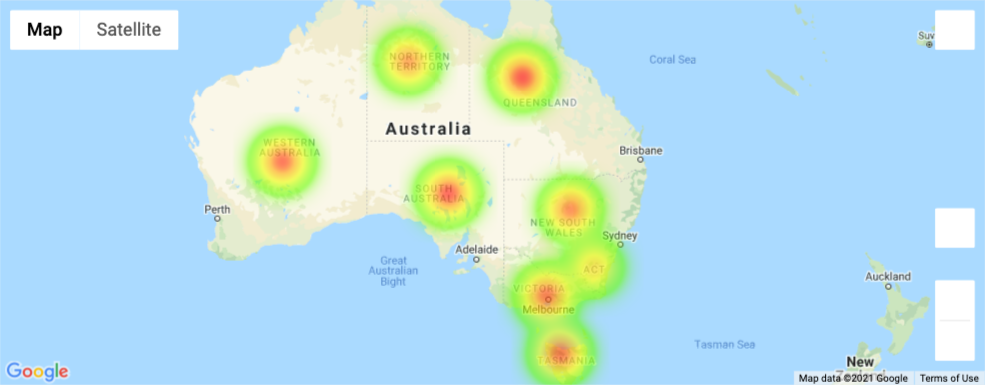 Map Satellite
Suv
Coral Sea
NORTHERN
TERRITORY
QUEENSLAND
Australia
WESTERN
AUSTRALIA
Brisbane
SOUTH
AUSTRALIA
Perth
NEW SOUTH
WALES
Sydney
Adelaide
Great
Australian
Bight
ACT
Auckland
VICTORIA
Melbourne
Tasman Sea
TASMANIA
New
Google
Map data ©2021 Google Terms of Use